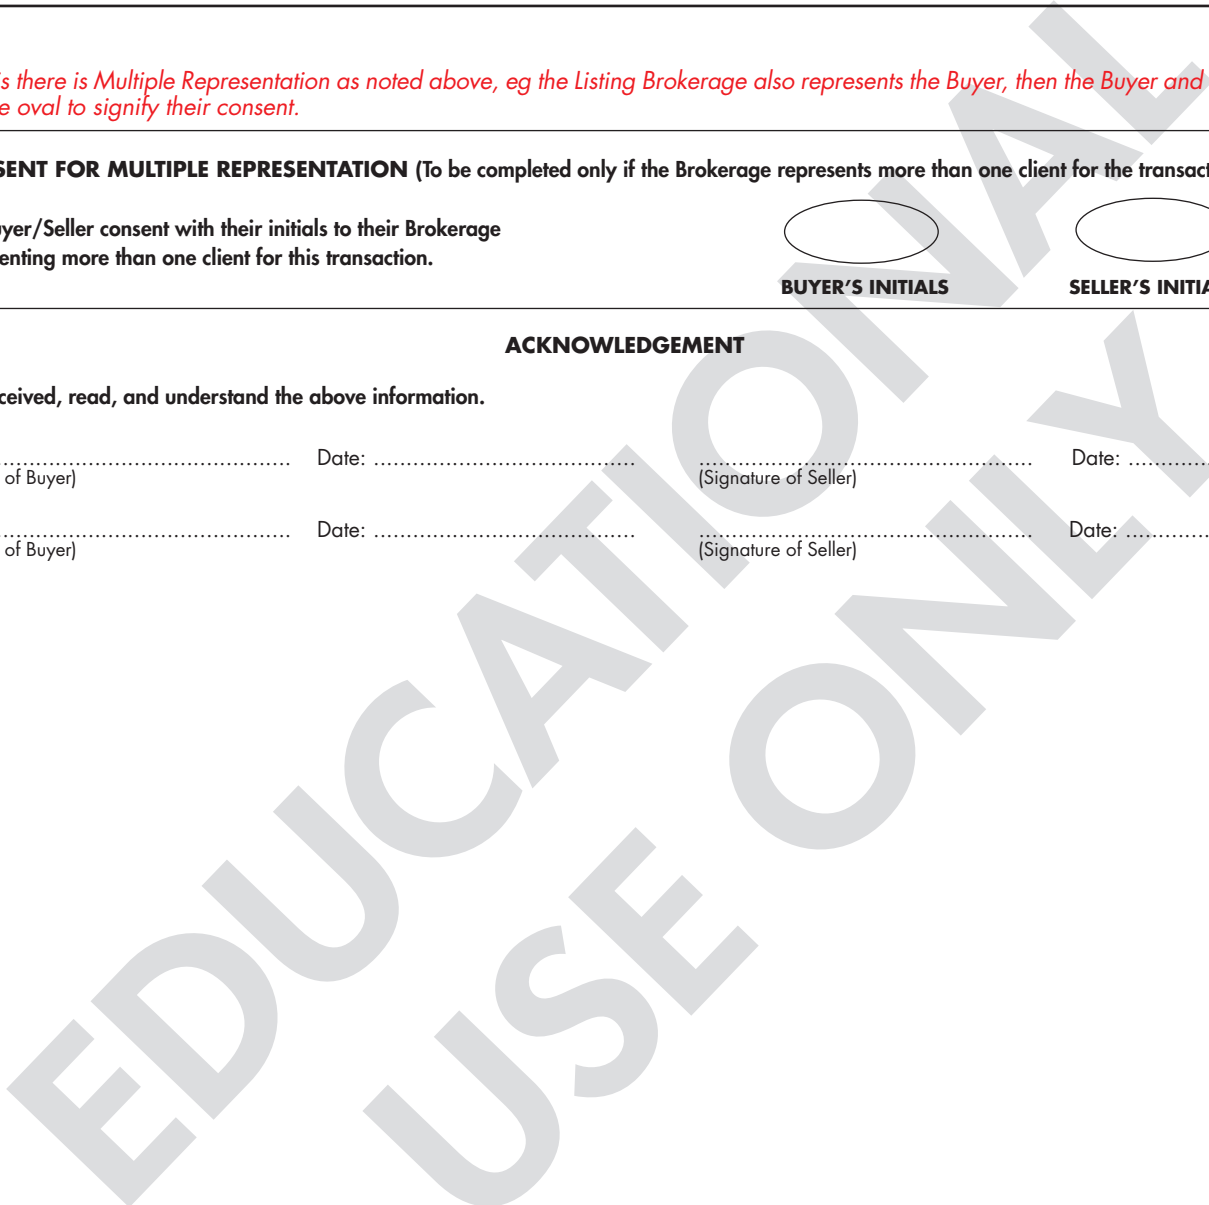 s there is Multiple Representation as noted above, eg the Listing Brokerage also represents the Buyer, then the Buyer and
e oval to signify their consent.
SENT FOR MULTIPLE REPRESENTATION (To be completed only if the Brokerage represents more than one client for the transact
yer/Seller consent with their initials to their Brokerage
enting more than one client for this transaction.
BUYER'S INITIALS SELLER'S INITIA
ACKNOWLEDGEMENT
ceived, read, and understand the above information.
.............................................. Date: ........................................ ................................................... Date: .............
of Buyer) (Signature of Seller)
.............................................. Date: ........................................ ................................................... Date: .............
of Buyer) (Signature of Seller)
EDUCATIONAL
USE ONLY